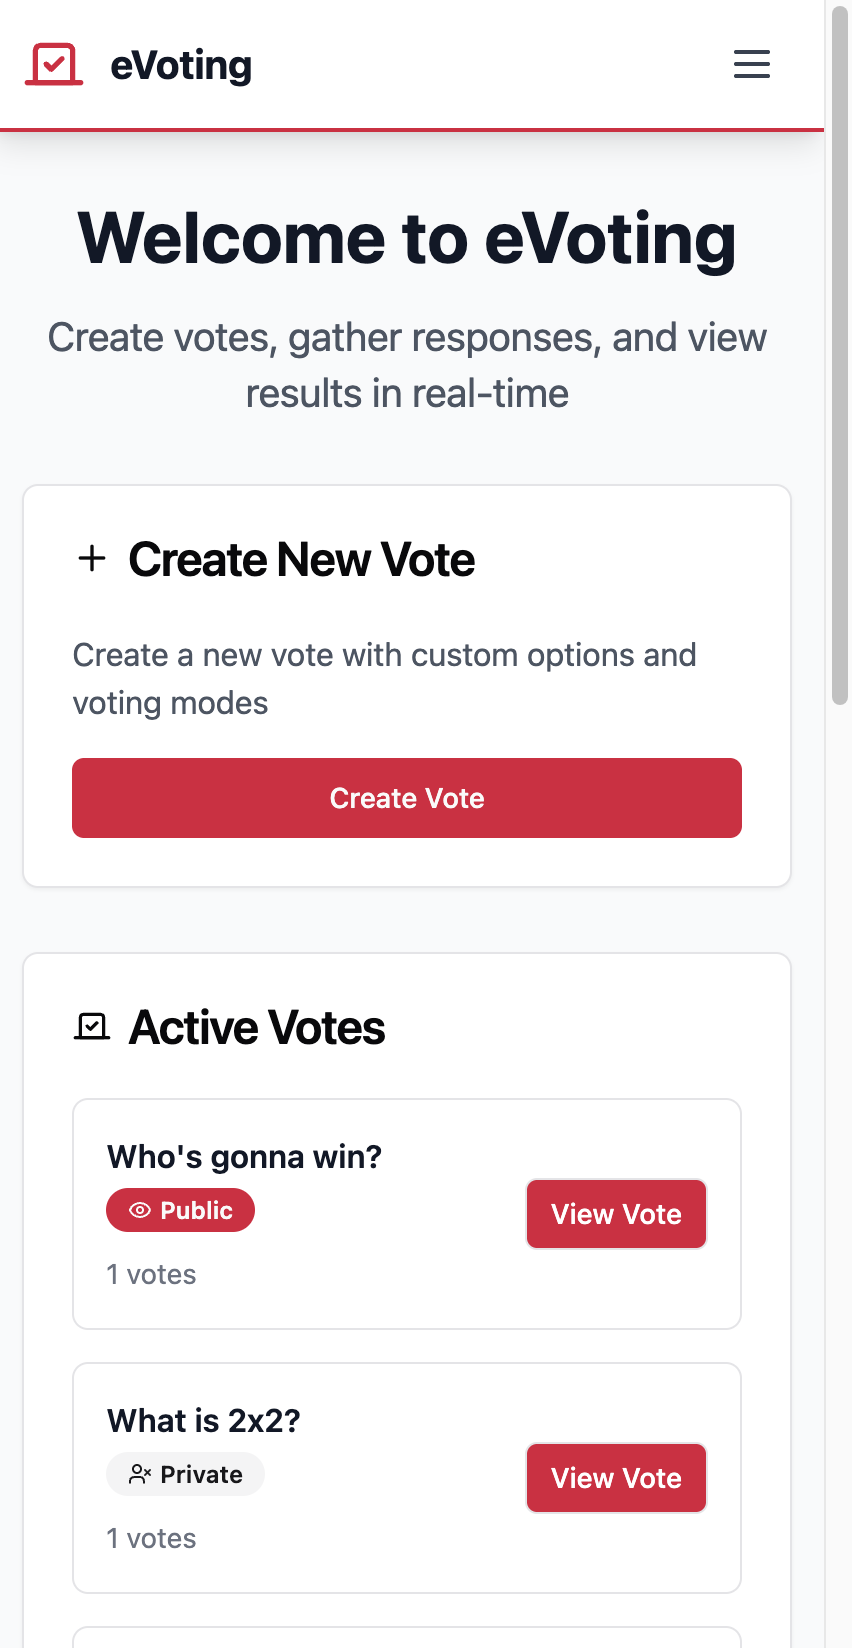 eVoting
Welcome to eVoting
Create votes, gather responses, and view
results in real-time
Create New Vote
Create a new vote with custom options and
voting modes
Create Vote
Active Votes
Who's gonna win?
Public
View Vote
1 votes
What is 2x2?
Private
View Vote
1 votes